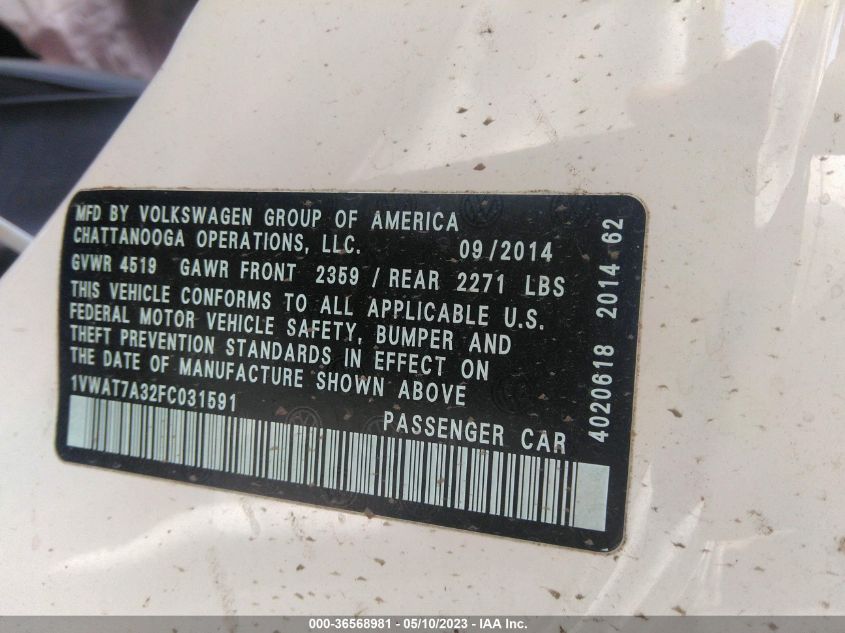 MFD BY VOLKSWAGEN GROUP OF AMERICA
CHATTANOOGA OPERATIONS, LLC. 09/2014
GVWR 4519 GAWR FRONT 2359 / REAR 2271 LBS
THIS VEHICLE CONFORMS TO ALL APPLICABLE U.S.
FEDERAL MOTOR VEHICLE SAFETY, BUMPER AND
THEFT PREVENTION STANDARDS IN EFFECT ON
THE DATE OF MANUFACTURE SHOWN ABOVE
1VWAT7A32FC031591
PASSENGER CAR
4020618 2014 62
000-36568981 - 05/10/2023 - IAA Inc.